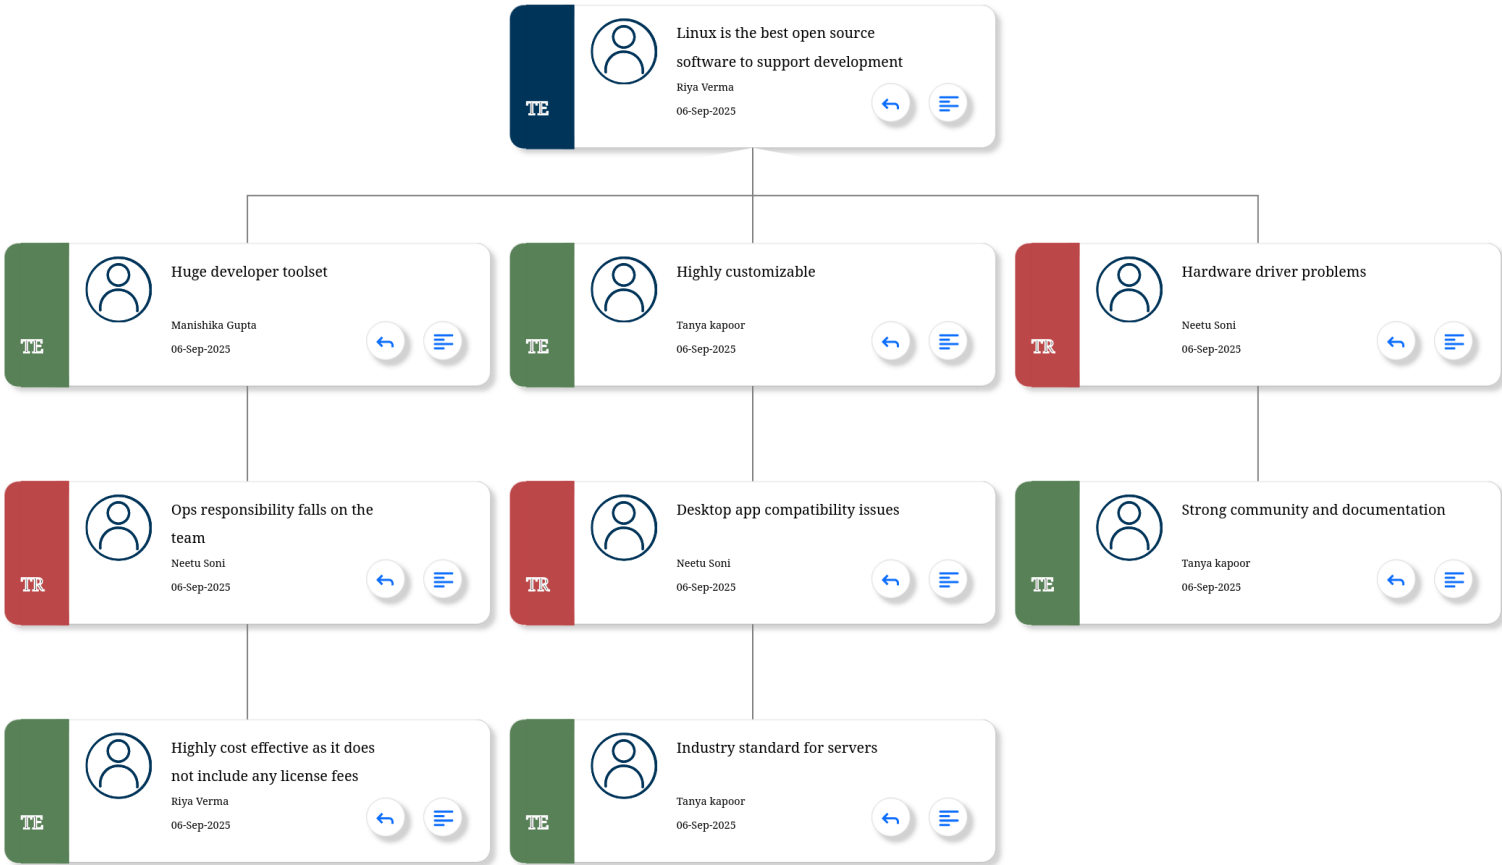 Linux is the best open source
software to support development
Riya Verma
06-Sep-2025
TE
Huge developer toolset
Manishika Gupta
06-Sep-2025
TE
Highly customizable
Tanya kapoor
06-Sep-2025
TE
Hardware driver problems
Neetu Soni
06-Sep-2025
TR
Ops responsibility falls on the
team
Neetu Soni
06-Sep-2025
TR
Desktop app compatibility issues
Neetu Soni
06-Sep-2025
TR
Strong community and documentation
Tanya kapoor
06-Sep-2025
TE
Highly cost effective as it does
not include any license fees
Riya Verma
06-Sep-2025
TE
Industry standard for servers
Tanya kapoor
06-Sep-2025
TE